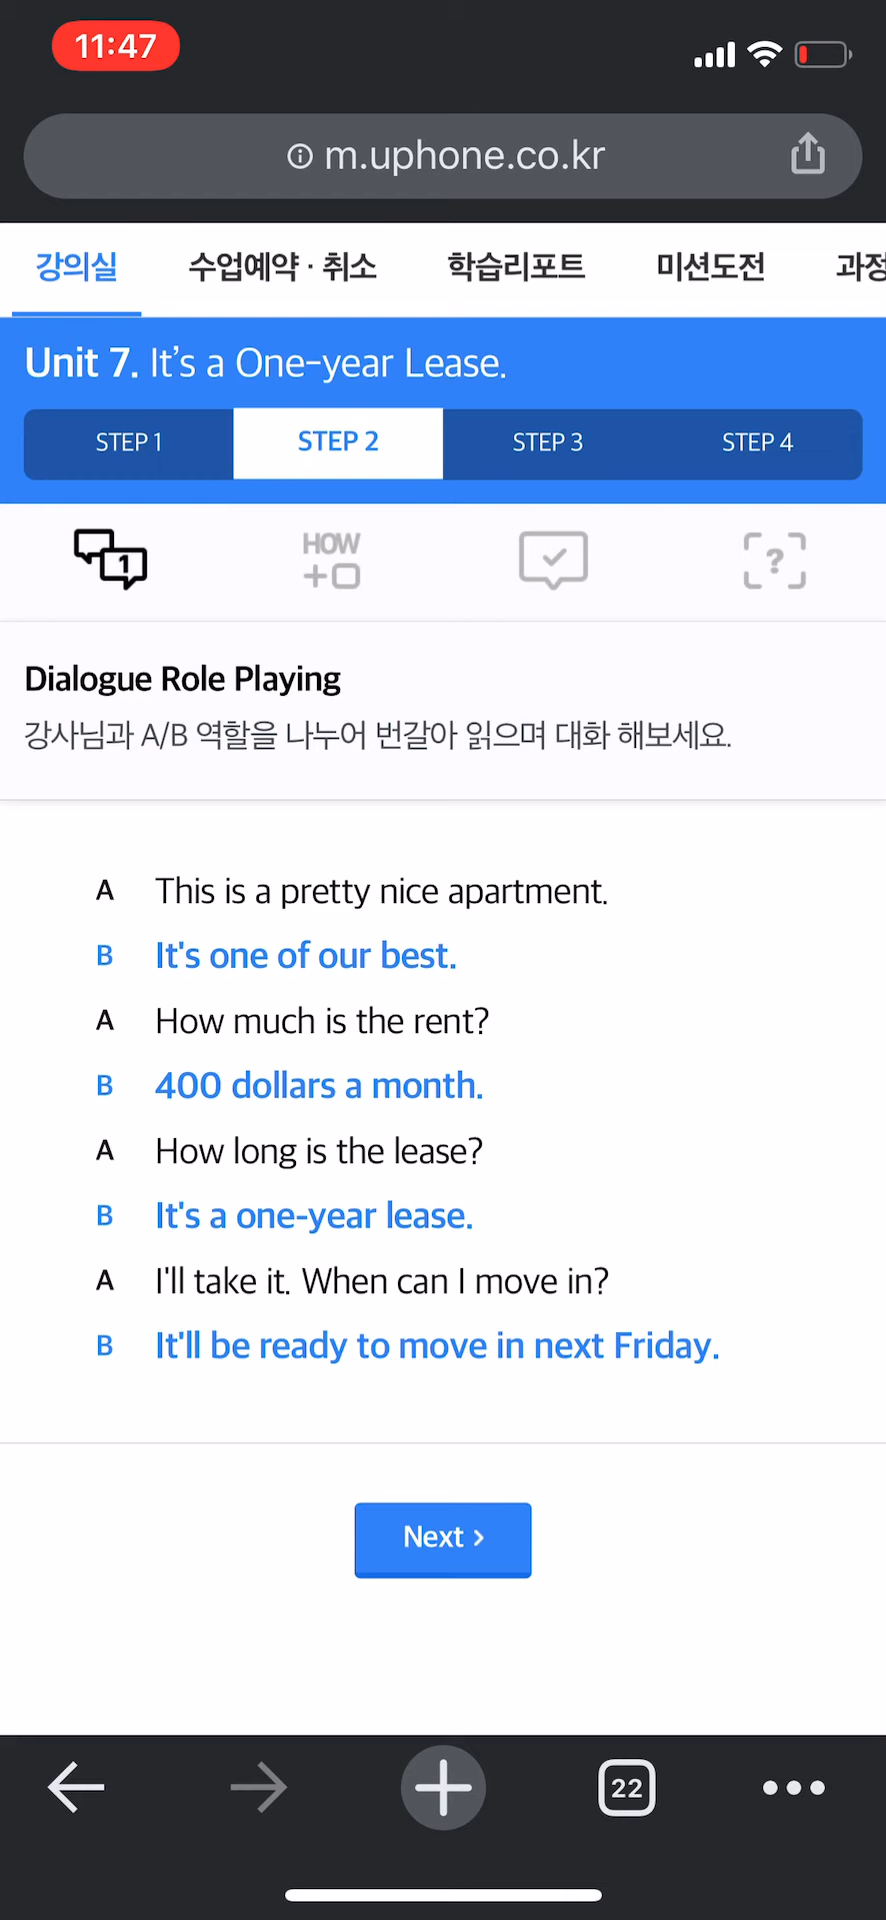 11:47
m.uphone.co.kr
강의실 수업예약 · 취소 학습리포트 미션도전 과정
Unit 7. It's a One-year Lease.
STEP 1 STEP 2 STEP 3 STEP 4
1 HOW + ?
Dialogue Role Playing
강사님과 A/B 역할을 나누어 번갈아 읽으며 대화 해보세요.
A This is a pretty nice apartment.
B It's one of our best.
A How much is the rent?
B 400 dollars a month.
A How long is the lease?
B It's a one-year lease.
A I'll take it. When can I move in?
B It'll be ready to move in next Friday.
Next >
22